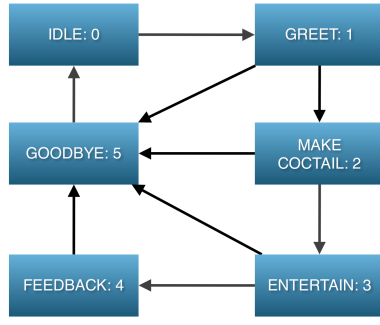 IDLE: 0
GREET: 1
GOODBYE: 5
MAKE
COCTAIL: 2
FEEDBACK: 4
ENTERTAIN: 3